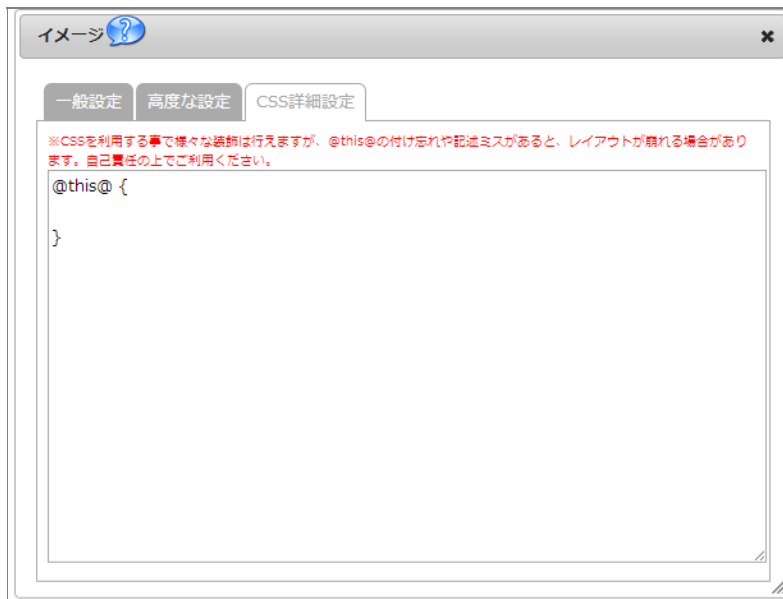 イメージ
一般設定 高度な設定 CSS詳細設定
※CSSを利用する事で様々な装飾は行えますが、@this@の付け忘れや記述ミスがあると、レイアウトが崩れる場合があり
ます。自己責任の上でご利用ください。
@this@ {
}